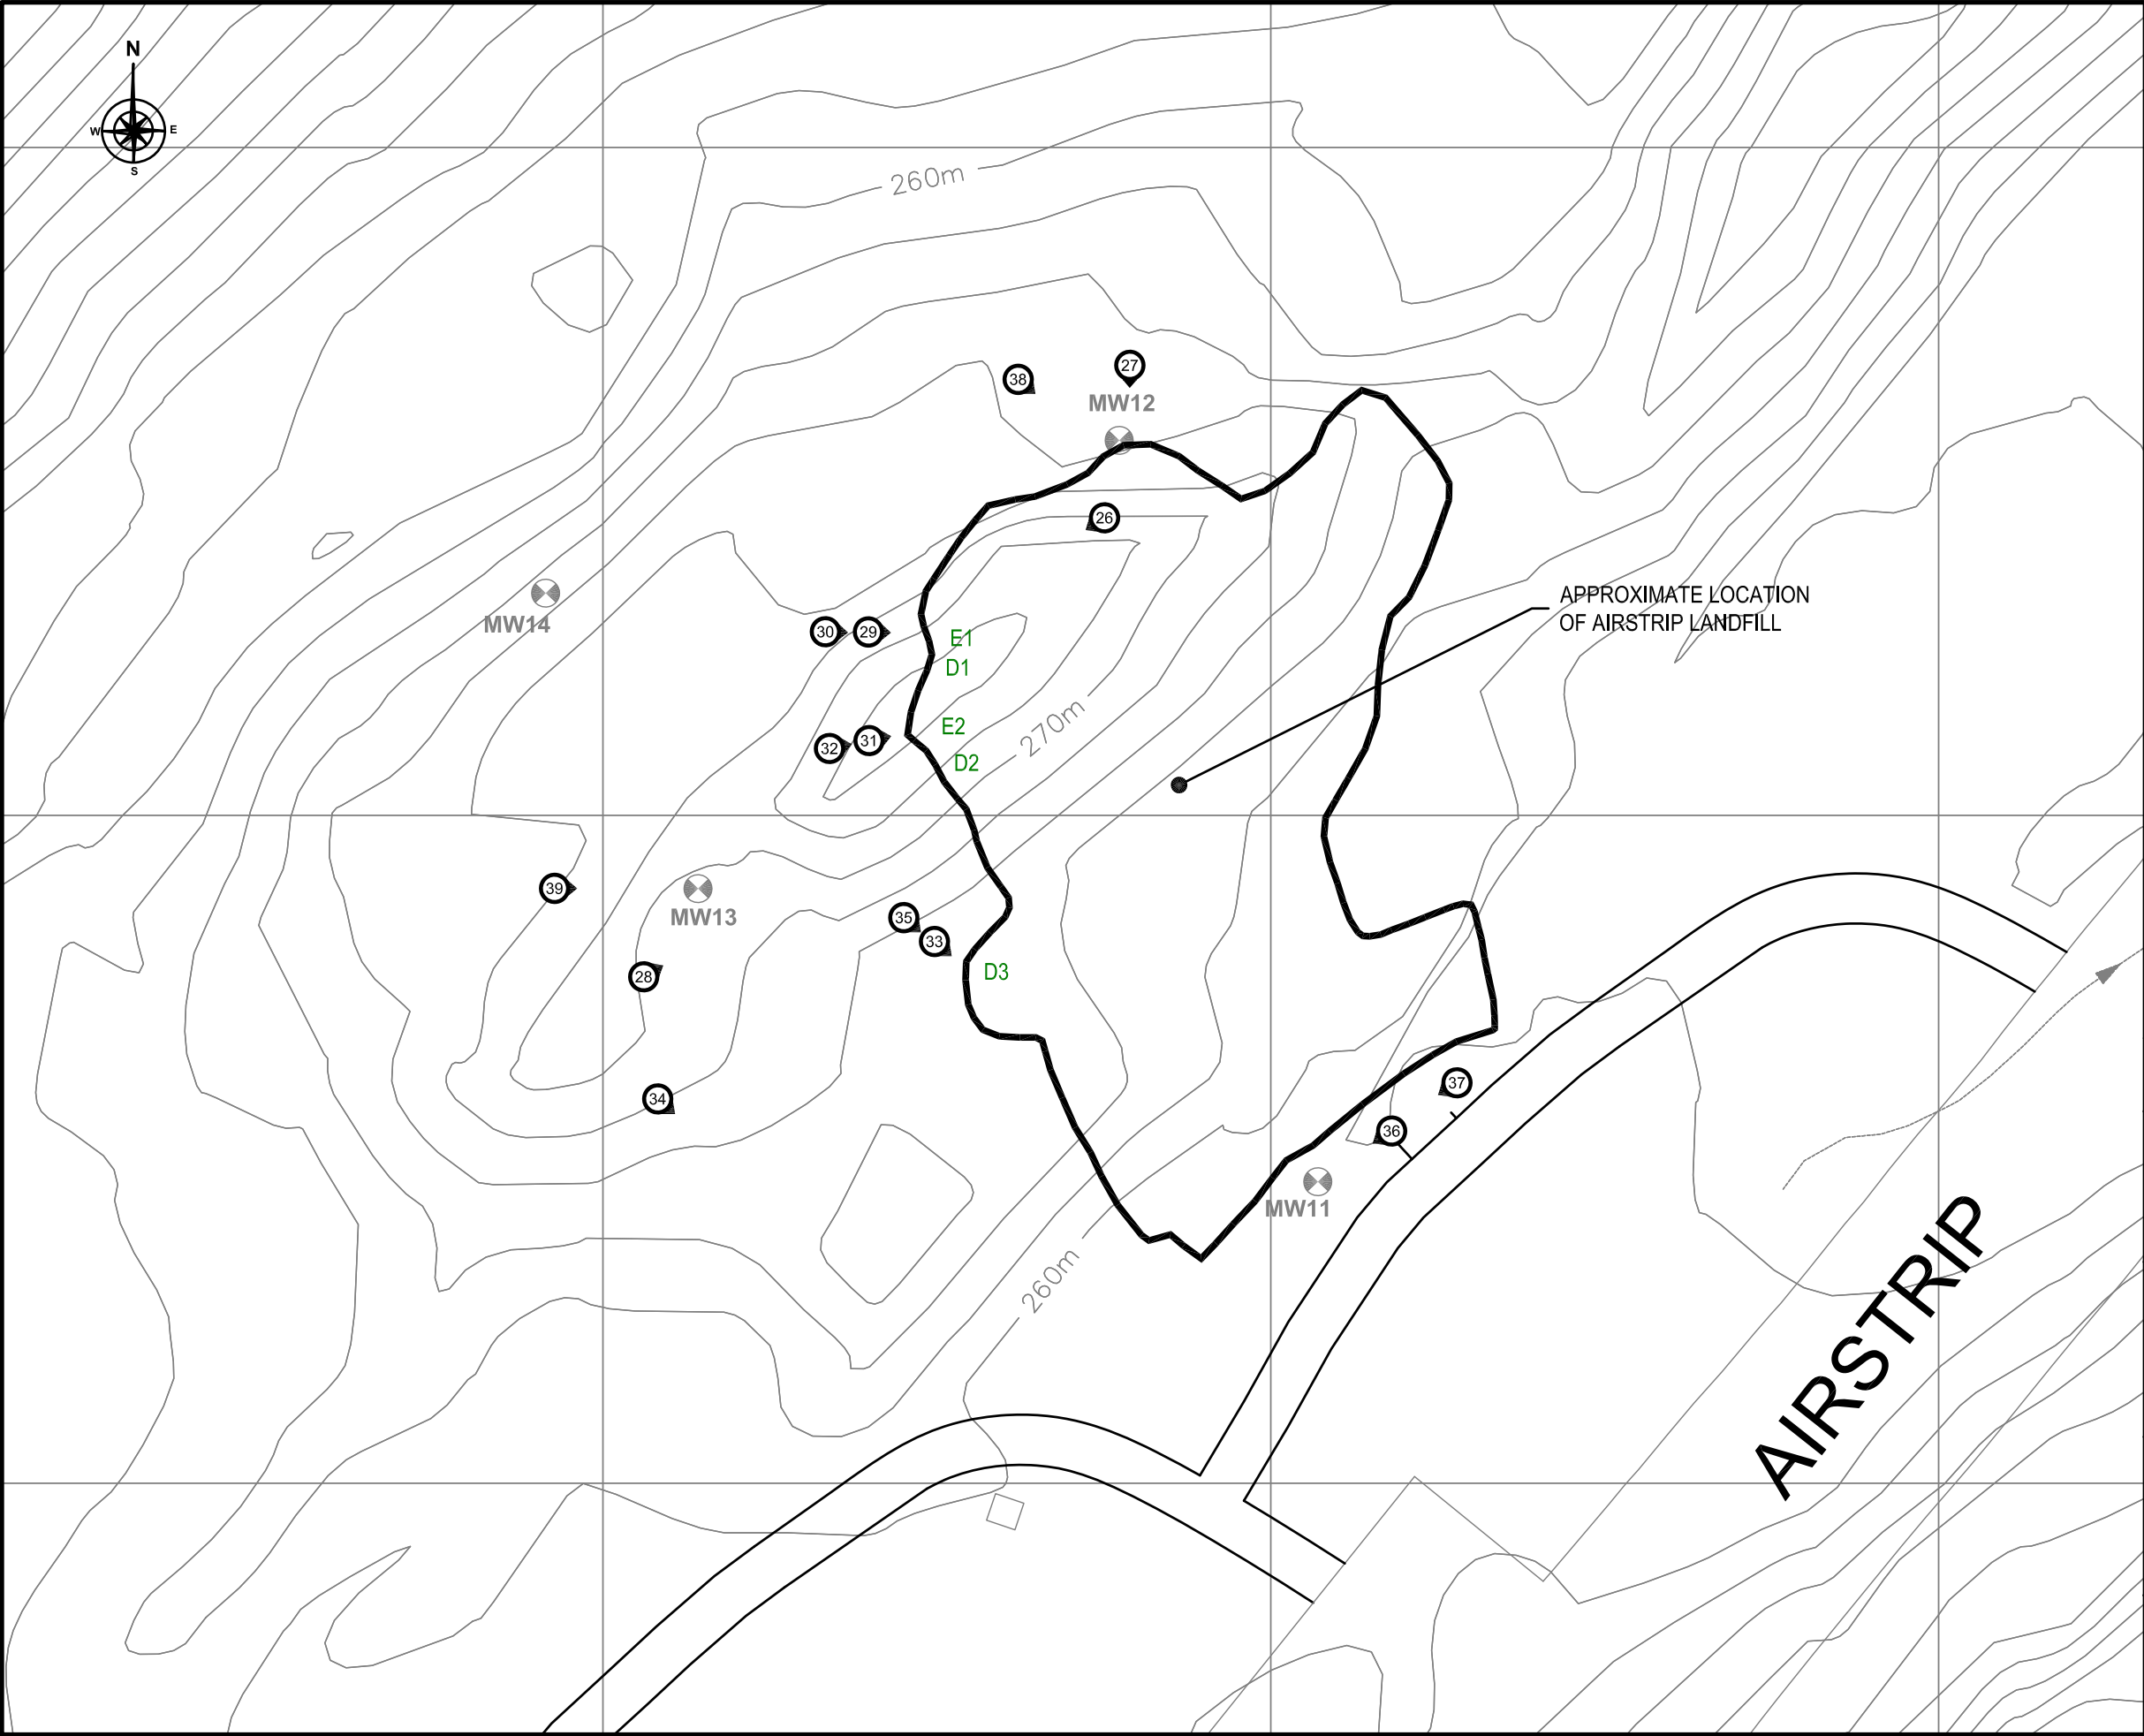 N
W E
S
260m
27
38
MW12
26
APPROXIMATE LOCATION
OF AIRSTRIP LANDFILL
MW14
30 29
E1
D1
270m
E2
32 31
D2
39
MW13
35
33
28
D3
37
34
36
MW11
260m
AIRSTRIP